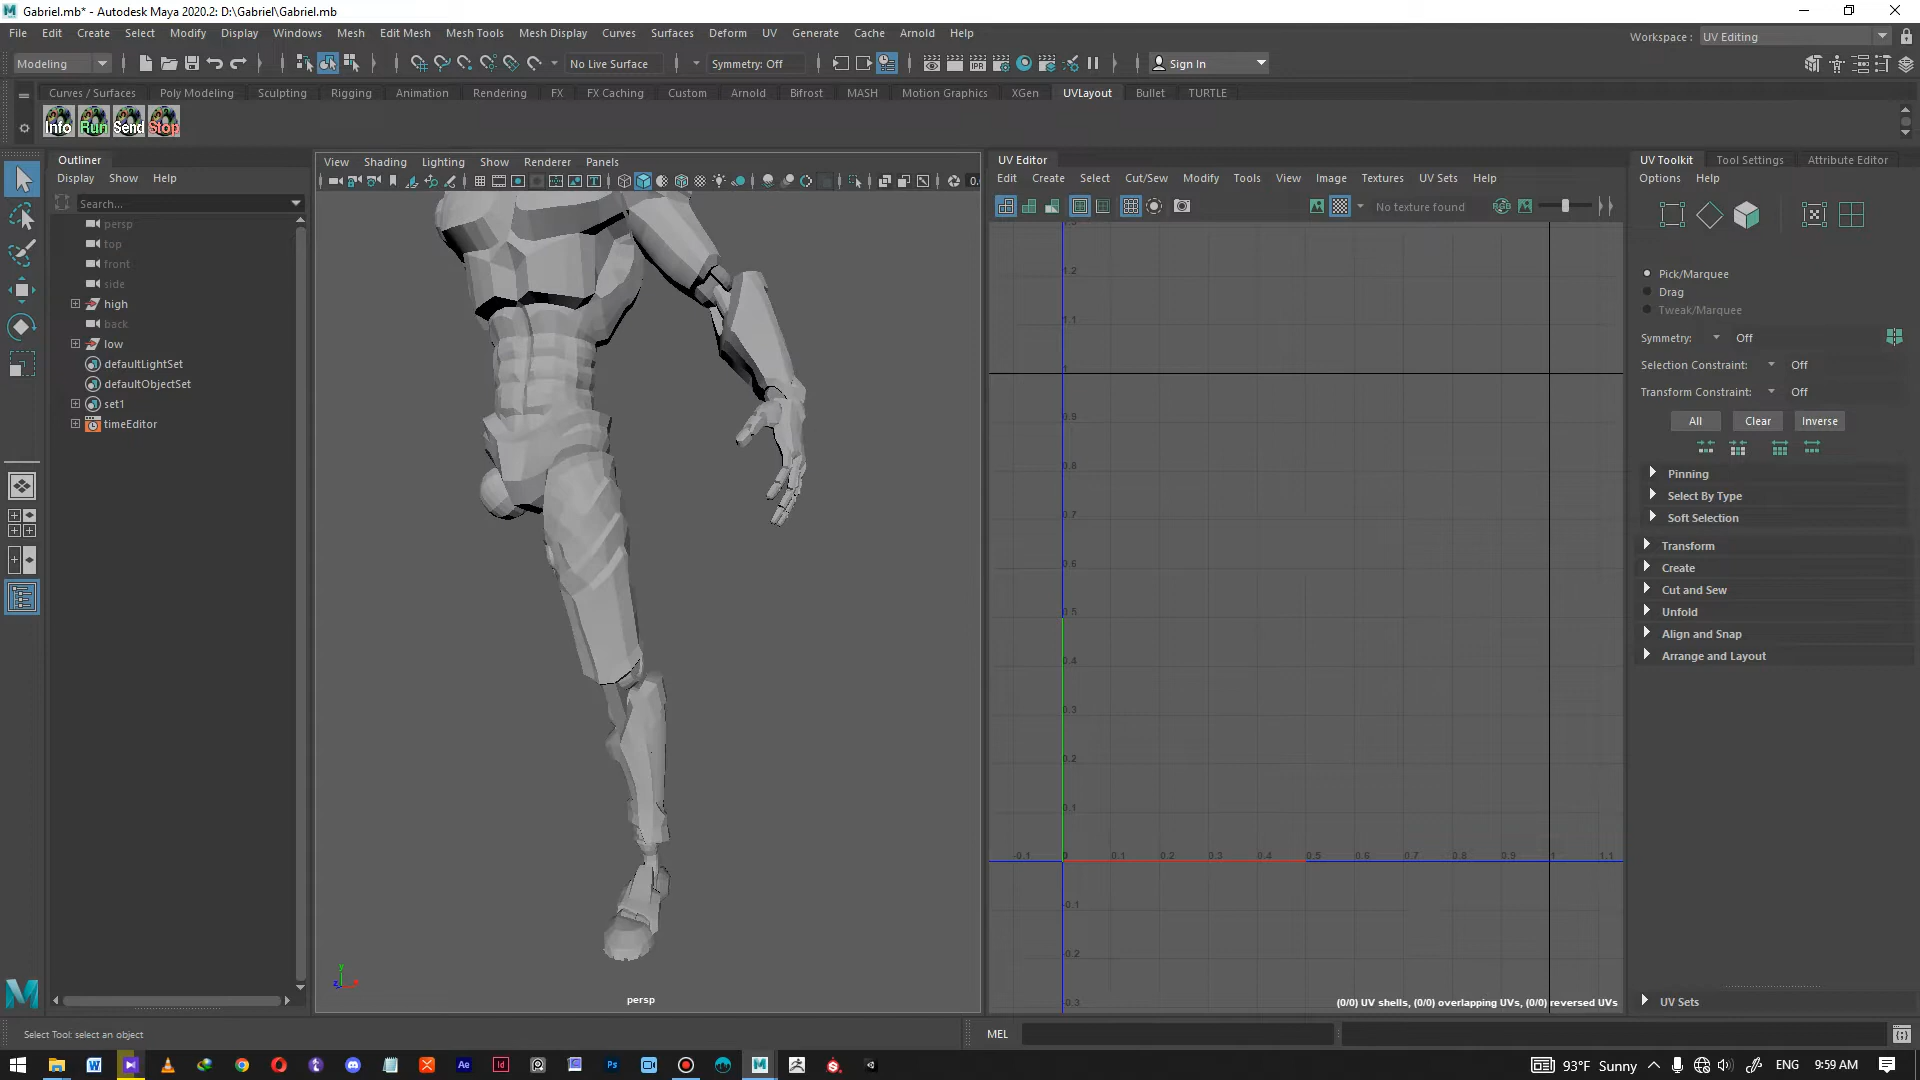 Gabriel.mb* - Autodesk Maya 2020.2: D:\Gabriel\Gabriel.mb
File Edit Create Select Modify Display Windows Mesh Edit Mesh Mesh Tools Mesh Display Curves Surfaces Deform UV Generate Cache Arnold Help
Workspace : UV Editing
Modeling No Live Surface Symmetry: Off Sign In
Curves / Surfaces Poly Modeling Sculpting Rigging Animation Rendering FX FX Caching Custom Arnold Bifrost MASH Motion Graphics XGen UVLayout Bullet TURTLE
Info Run Send Stop
Outliner
Display Show Help
Search...
persp
top
front
side
high
back
low
defaultLightSet
defaultObjectSet
set1
timeEditor
View Shading Lighting Show Renderer Panels
persp
UV Editor
Edit Create Select Cut/Sew Modify Tools View Image Textures UV Sets Help
No texture found
1.2
1.1
1
0.9
0.8
0.7
0.6
0.5
0.4
0.3
0.2
0.1
-0.1 0 0.1 0.2 0.3 0.4 0.5 0.6 0.7 0.8 0.9 1 1.1
-0.1
-0.2
-0.3
(0/0) UV shells, (0/0) overlapping UVs, (0/0) reversed UVs
UV Toolkit Tool Settings Attribute Editor
Options Help
Pick/Marquee
Drag
Tweak/Marquee
Symmetry: Off
Selection Constraint: Off
Transform Constraint: Off
All Clear Inverse
Pinning
Select By Type
Soft Selection
Transform
Create
Cut and Sew
Unfold
Align and Snap
Arrange and Layout
UV Sets
Select Tool: select an object
MEL
93°F Sunny ENG 9:59 AM